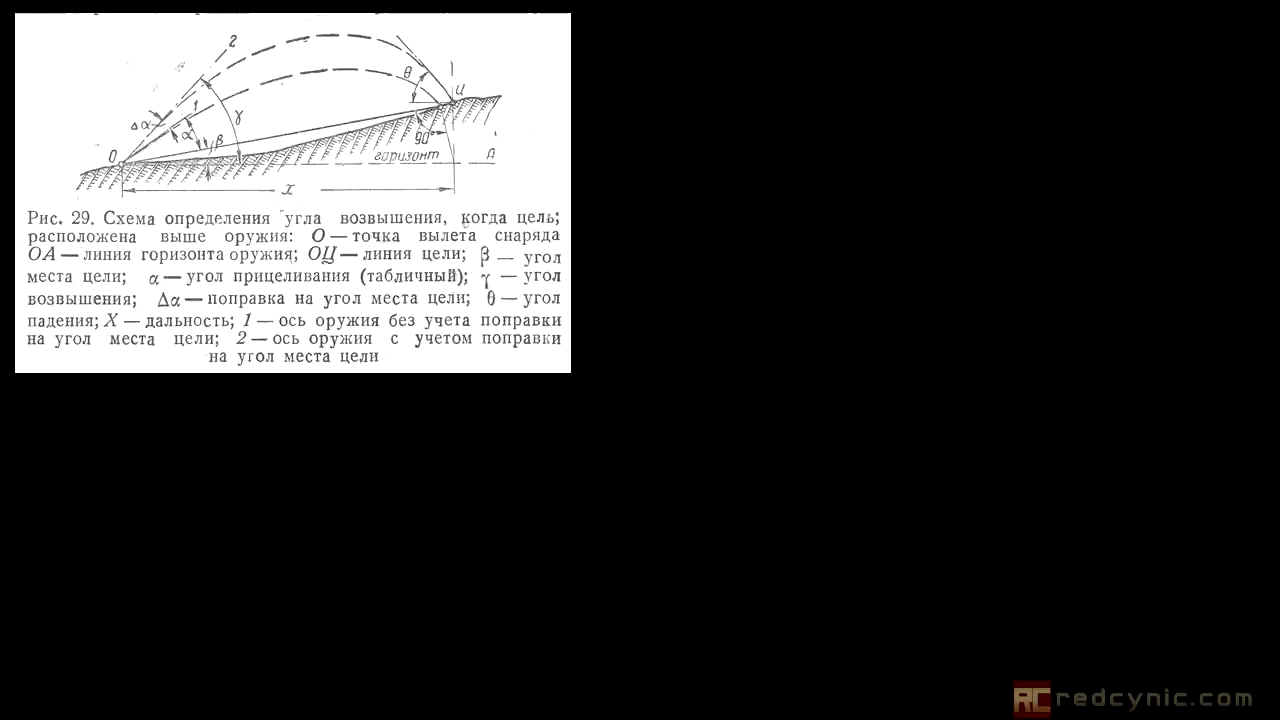 2
θ
Ц
Δα
1
γ
α
β
90°
О
горизонт
А
х
Рис. 29. Схема определения угла возвышения, когда цель;
расположена выше оружия: О — точка вылета снаряда
ОА — линия горизонта оружия; ОЦ — линия цели; β — угол
места цели; α — угол прицеливания (табличный); γ — угол
возвышения; Δα — поправка на угол места цели; θ — угол
падения; X — дальность; 1 — ось оружия без учета поправки
на угол места цели; 2 — ось оружия с учетом поправки
на угол места цели
RC redcynic.com